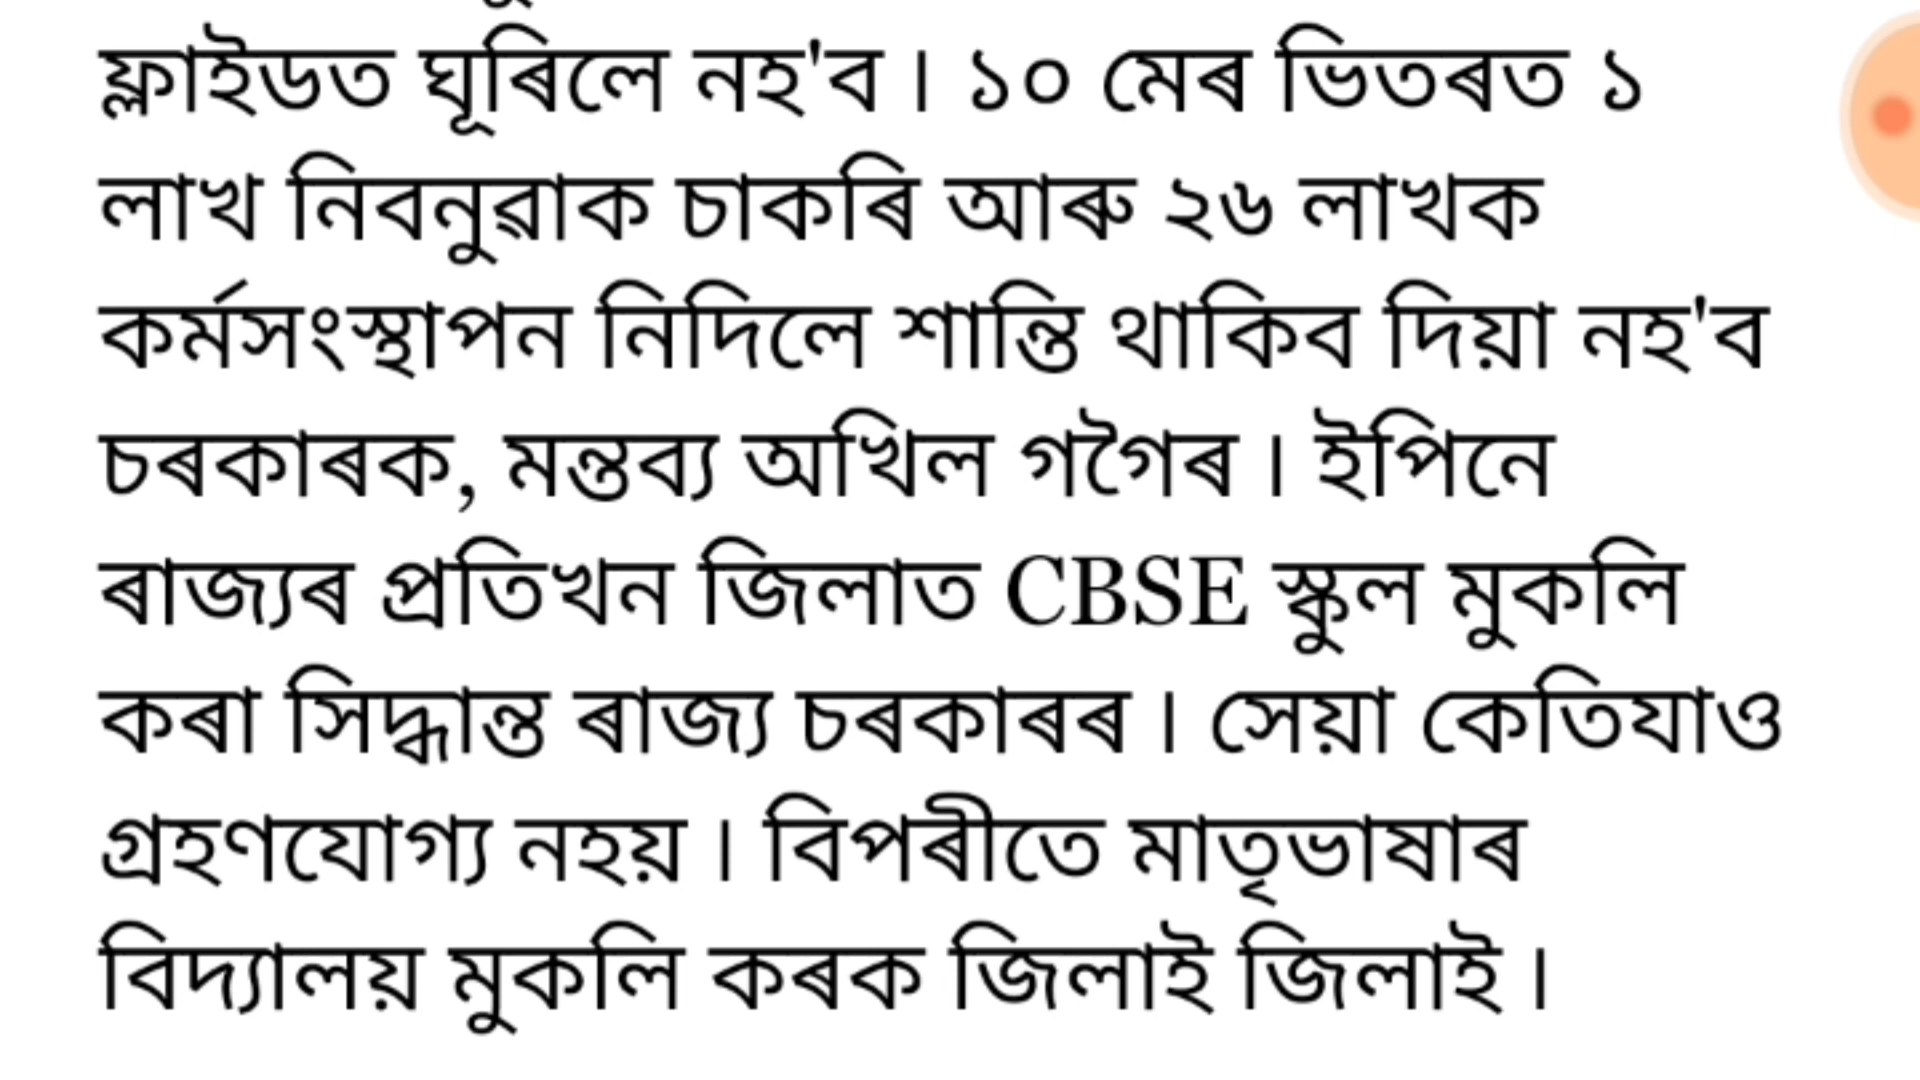 ফ্লাইডত ঘূৰিলে নহ'ব। ১০ মেৰ ভিতৰত ১
লাখ নিবনুৱাক চাকৰি আৰু ২৬ লাখক
কৰ্মসংস্থাপন নিদিলে শান্তি থাকিব দিয়া নহ'ব
চৰকাৰক, মন্তব্য অখিল গগৈৰ। ইপিনে
ৰাজ্যৰ প্ৰতিখন জিলাত CBSE স্কুল মুকলি
কৰা সিদ্ধান্ত ৰাজ্য চৰকাৰৰ। সেয়া কেতিযাও
গ্ৰহণযোগ্য নহয়। বিপৰীতে মাতৃভাষাৰ
বিদ্যালয় মুকলি কৰক জিলাই জিলাই।